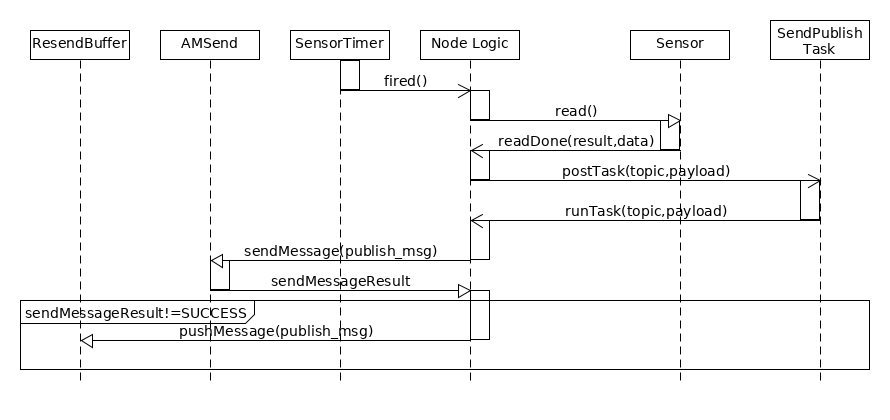 ResendBuffer
AMSend
SensorTimer
Node Logic
Sensor
SendPublish
Task
fired()
read()
readDone(result,data)
postTask(topic,payload)
runTask(topic,payload)
sendMessage(publish_msg)
sendMessageResult
sendMessageResult!=SUCCESS
pushMessage(publish_msg)